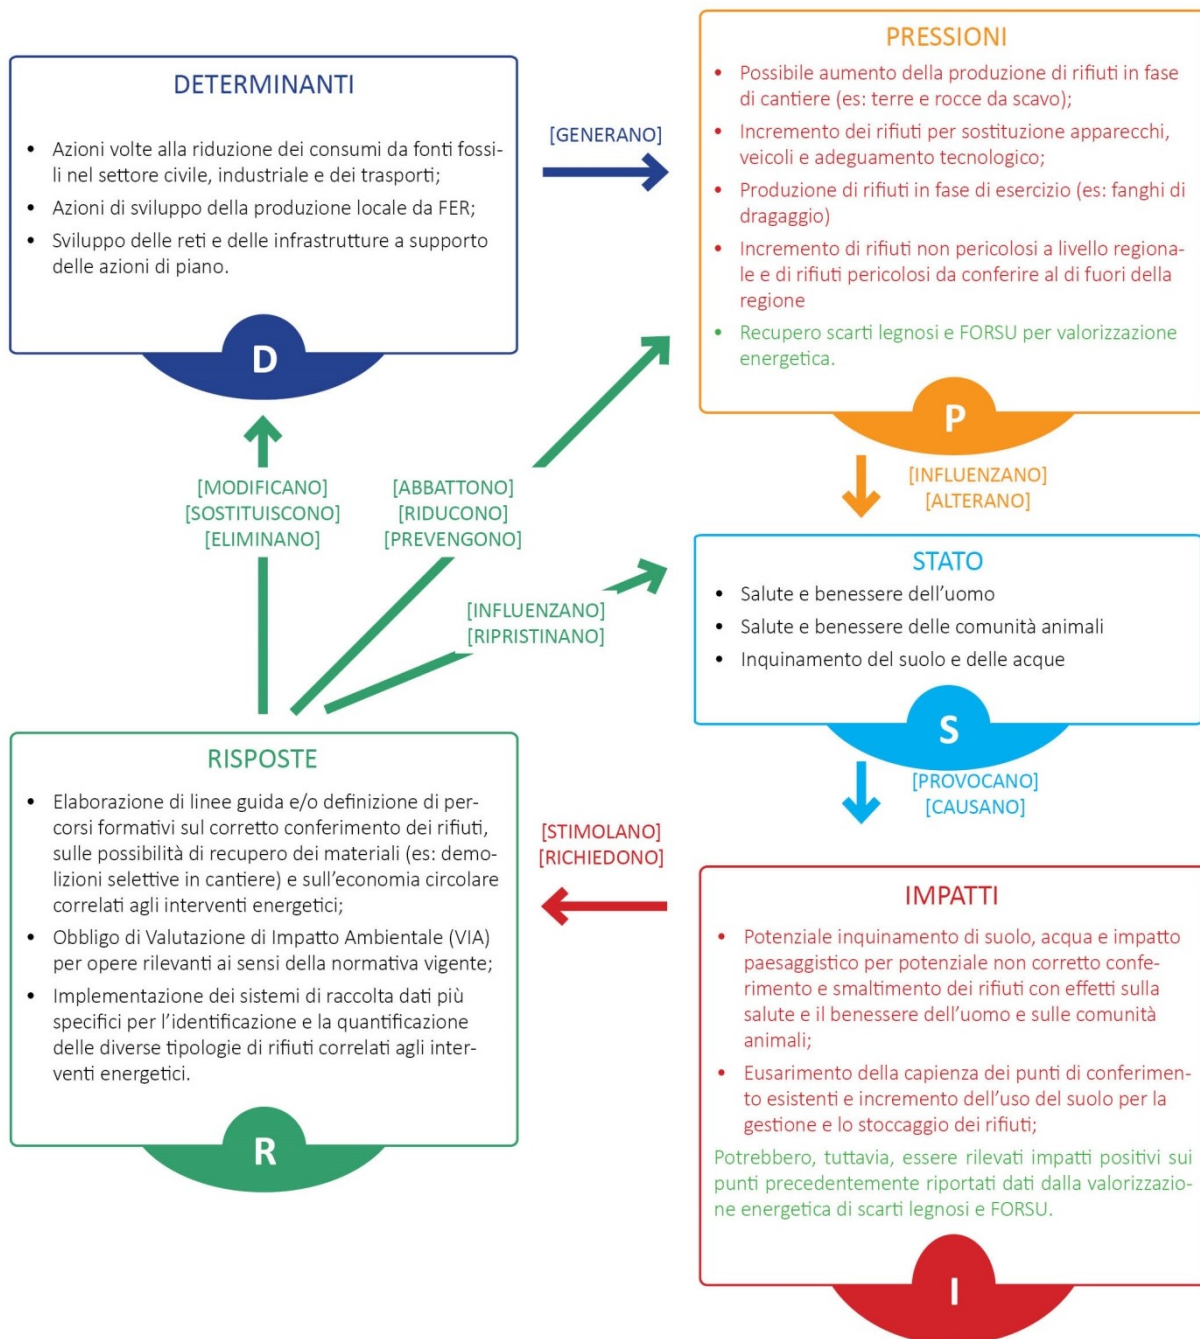 DETERMINANTI
• Azioni volte alla riduzione dei consumi da fonti fossi-
li nel settore civile, industriale e dei trasporti;
• Azioni di sviluppo della produzione locale da FER;
• Sviluppo delle reti e delle infrastrutture a supporto
delle azioni di piano.
D
[GENERANO]
PRESSIONI
• Possibile aumento della produzione di rifiuti in fase
di cantiere (es: terre e rocce da scavo);
• Incremento dei rifiuti per sostituzione apparecchi,
veicoli e adeguamento tecnologico;
• Produzione di rifiuti in fase di esercizio (es: fanghi di
dragaggio)
• Incremento di rifiuti non pericolosi a livello regiona-
le e di rifiuti pericolosi da conferire al di fuori della
regione
• Recupero scarti legnosi e FORSU per valorizzazione
energetica.
P
[INFLUENZANO]
[ALTERANO]
[MODIFICANO]
[SOSTITUISCONO]
[ELIMINANO]
[ABBATTONO]
[RIDUCONO]
[PREVENGONO]
[INFLUENZANO]
[RIPRISTINANO]
STATO
• Salute e benessere dell'uomo
• Salute e benessere delle comunità animali
• Inquinamento del suolo e delle acque
S
[PROVOCANO]
[CAUSANO]
RISPOSTE
• Elaborazione di linee guida e/o definizione di per-
corsi formativi sul corretto conferimento dei rifiuti,
sulle possibilità di recupero dei materiali (es: demo-
lizioni selettive in cantiere) e sull'economia circolare
correlati agli interventi energetici;
• Obbligo di Valutazione di Impatto Ambientale (VIA)
per opere rilevanti ai sensi della normativa vigente;
• Implementazione dei sistemi di raccolta dati più
specifici per l'identificazione e la quantificazione
delle diverse tipologie di rifiuti correlati agli inter-
venti energetici.
R
[STIMOLANO]
[RICHIEDONO]
IMPATTI
• Potenziale inquinamento di suolo, acqua e impatto
paesaggistico per potenziale non corretto confe-
rimento e smaltimento dei rifiuti con effetti sulla
salute e il benessere dell'uomo e sulle comunità
animali;
• Eusarimento della capienza dei punti di conferimen-
to esistenti e incremento dell'uso del suolo per la
gestione e lo stoccaggio dei rifiuti;
Potrebbero, tuttavia, essere rilevati impatti positivi sui
punti precedentemente riportati dati dalla valorizzazio-
ne energetica di scarti legnosi e FORSU.
I